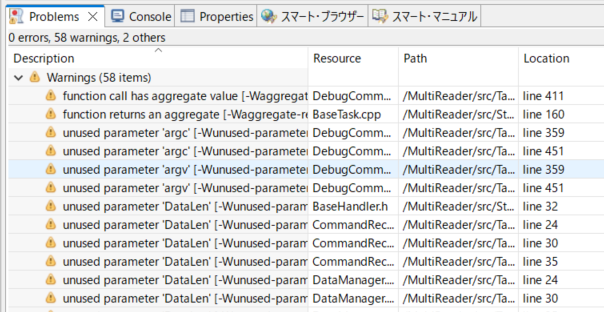 Problems Console Properties スマート・ブラウザー スマート・マニュアル
0 errors, 58 warnings, 2 others
Description Resource Path Location
Warnings (58 items)
function call has aggregate value [-Waggregat DebugComm... /MultiReader/src/Ta... line 411
function returns an aggregate [-Waggregate-re BaseTask.cpp /MultiReader/src/St... line 160
unused parameter 'argc' [-Wunused-parameter DebugComm... /MultiReader/src/Ta... line 359
unused parameter 'argc' [-Wunused-parameter DebugComm... /MultiReader/src/Ta... line 451
unused parameter 'argv' [-Wunused-parameter DebugComm... /MultiReader/src/Ta... line 359
unused parameter 'argv' [-Wunused-parameter DebugComm... /MultiReader/src/Ta... line 451
unused parameter 'DataLen' [-Wunused-param BaseHandler.h /MultiReader/src/St... line 32
unused parameter 'DataLen' [-Wunused-param CommandRec... /MultiReader/src/Ta... line 24
unused parameter 'DataLen' [-Wunused-param CommandRec... /MultiReader/src/Ta... line 30
unused parameter 'DataLen' [-Wunused-param CommandRec... /MultiReader/src/Ta... line 35
unused parameter 'DataLen' [-Wunused-param DataManager.... /MultiReader/src/Ta... line 24
unused parameter 'DataLen' [-Wunused-param DataManager.... /MultiReader/src/Ta... line 30